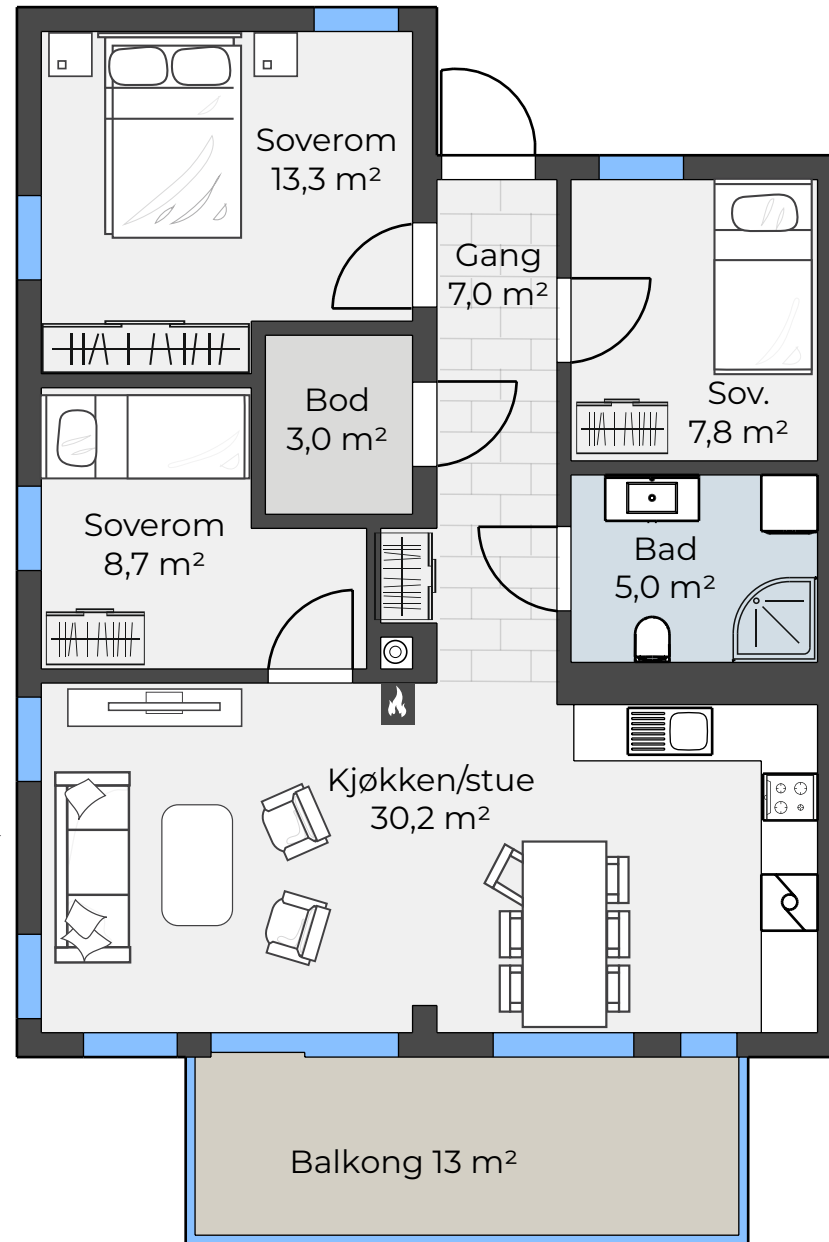 Soverom
13,3 m²
Gang
7,0 m²
Sov.
7,8 m²
Bod
3,0 m²
Soverom
8,7 m²
Bad
5,0 m²
Kjøkken/stue
30,2 m²
Balkong 13 m²